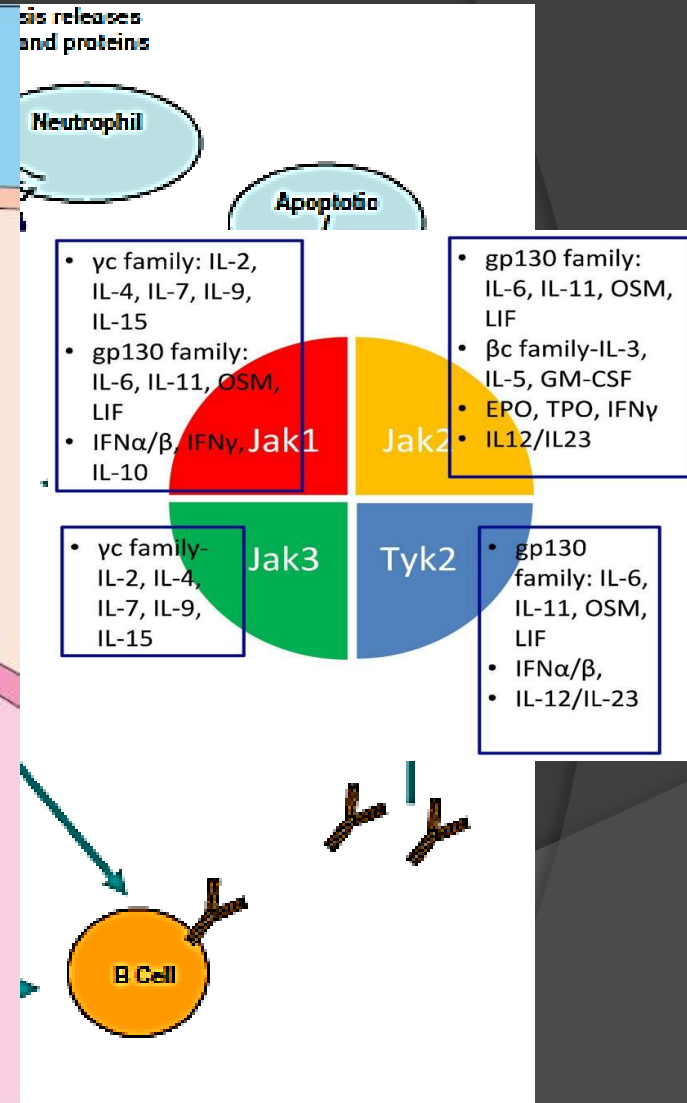 sis releases
and proteins
Neutrophil
Apoptotic
• γc family: IL-2,
IL-4, IL-7, IL-9,
IL-15
• gp130 family:
IL-6, IL-11, OSM,
LIF
• IFNα/β, IFNγ,
IL-10
• gp130 family:
IL-6, IL-11, OSM,
LIF
• βc family-IL-3,
IL-5, GM-CSF
• EPO, TPO, IFNγ
• IL12/IL23
Jak1
Jak2
Jak3
Tyk2
• γc family-
IL-2, IL-4,
IL-7, IL-9,
IL-15
• gp130
family: IL-6,
IL-11, OSM,
LIF
• IFNα/β,
• IL-12/IL-23
B Cell